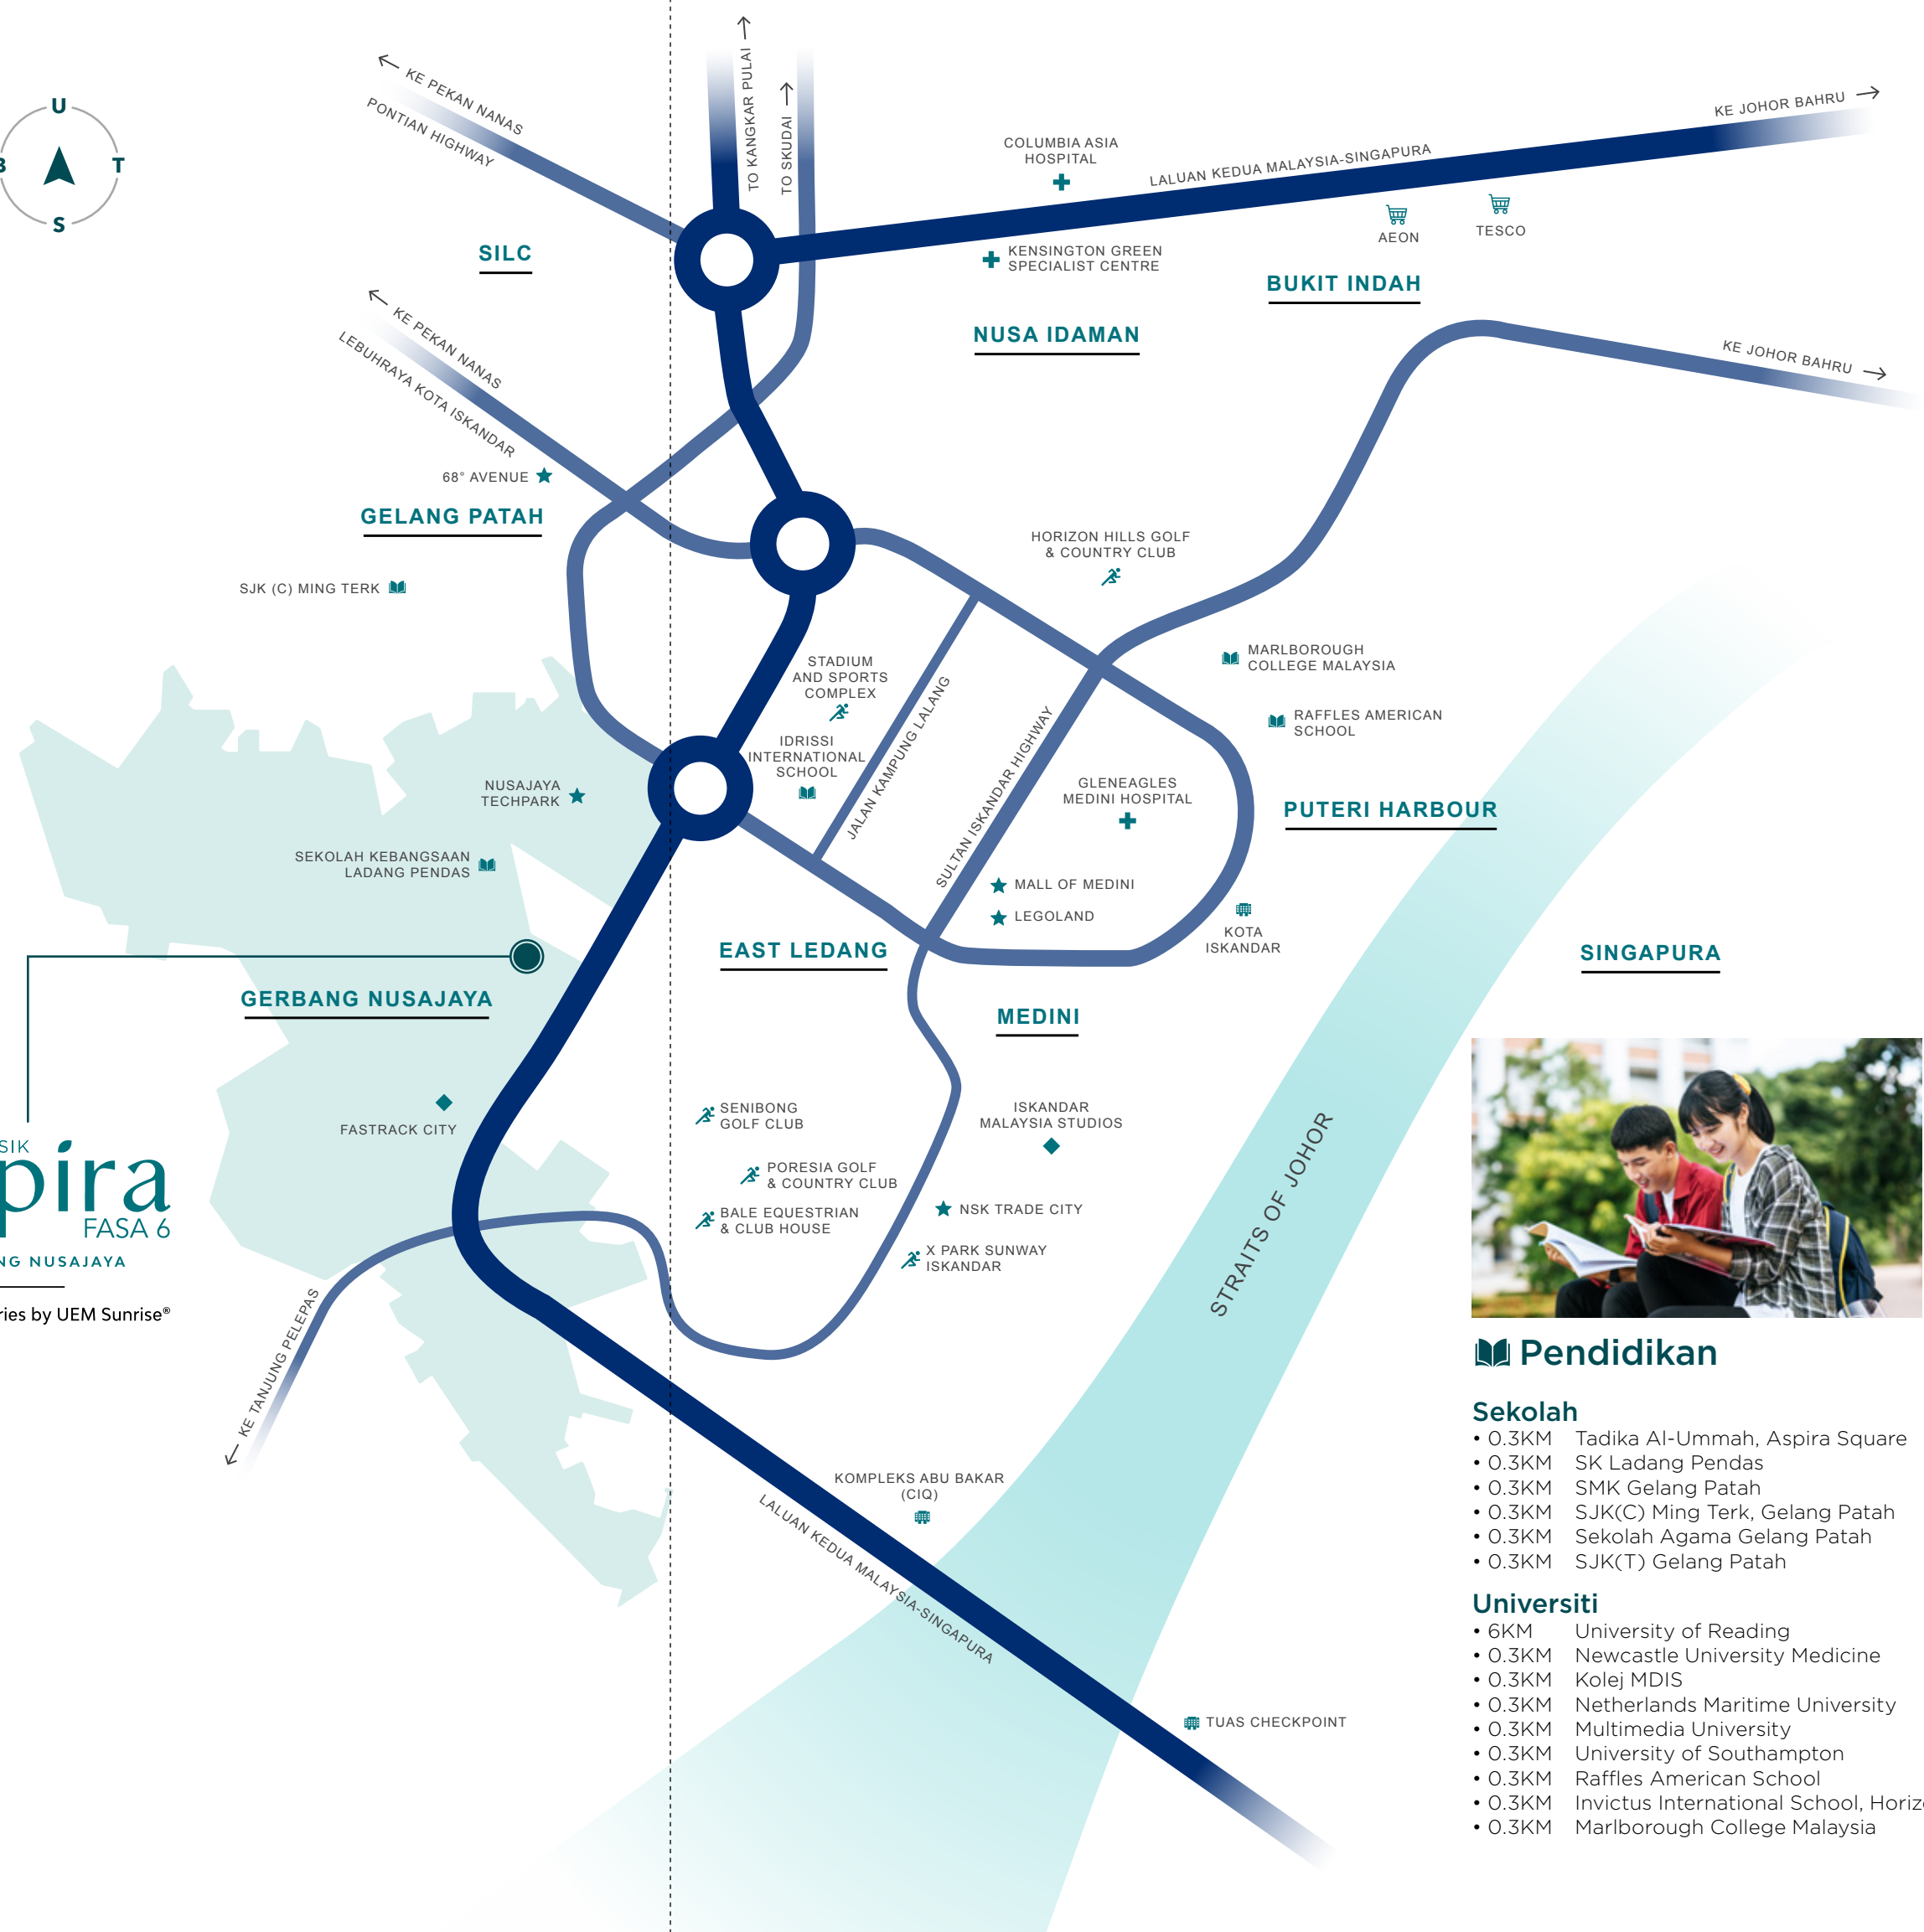 U
T
S
← KE PEKAN NANAS
PONTIAN HIGHWAY
TO KANGKAR PULAI →
TO SKUDAI →
COLUMBIA ASIA
HOSPITAL
LALUAN KEDUA MALAYSIA-SINGAPURA
KE JOHOR BAHRU →
AEON
TESCO
SILC
KENSINGTON GREEN
SPECIALIST CENTRE
BUKIT INDAH
NUSA IDAMAN
← KE PEKAN NANAS
LEBUHRAYA KOTA ISKANDAR
KE JOHOR BAHRU →
68° AVENUE
GELANG PATAH
SJK (C) MING TERK
HORIZON HILLS GOLF
& COUNTRY CLUB
STADIUM
AND SPORTS
COMPLEX
IDRISSI
INTERNATIONAL
SCHOOL
JALAN KAMPUNG LALANG
SULTAN ISKANDAR HIGHWAY
MARLBOROUGH
COLLEGE MALAYSIA
RAFFLES AMERICAN
SCHOOL
NUSAJAYA
TECHPARK
GLENEAGLES
MEDINI HOSPITAL
PUTERI HARBOUR
SEKOLAH KEBANGSAAN
LADANG PENDAS
MALL OF MEDINI
LEGOLAND
KOTA
ISKANDAR
EAST LEDANG
SINGAPURA
GERBANG NUSAJAYA
MEDINI
FASTRACK CITY
SENIBONG
GOLF CLUB
ISKANDAR
MALAYSIA STUDIOS
PORESIA GOLF
& COUNTRY CLUB
BALE EQUESTRIAN
& CLUB HOUSE
NSK TRADE CITY
X PARK SUNWAY
ISKANDAR
STRAITS OF JOHOR
SIK
pira
FASA 6
NG NUSAJAYA
ries by UEM Sunrise®
← KE TANJUNG PELEPAS
KOMPLEKS ABU BAKAR
(CIQ)
LALUAN KEDUA MALAYSIA-SINGAPURA
TUAS CHECKPOINT
Pendidikan
Sekolah
• 0.3KM Tadika Al-Ummah, Aspira Square
• 0.3KM SK Ladang Pendas
• 0.3KM SMK Gelang Patah
• 0.3KM SJK(C) Ming Terk, Gelang Patah
• 0.3KM Sekolah Agama Gelang Patah
• 0.3KM SJK(T) Gelang Patah
Universiti
• 6KM University of Reading
• 0.3KM Newcastle University Medicine
• 0.3KM Kolej MDIS
• 0.3KM Netherlands Maritime University
• 0.3KM Multimedia University
• 0.3KM University of Southampton
• 0.3KM Raffles American School
• 0.3KM Invictus International School,
• 0.3KM Marlborough College Malaysia